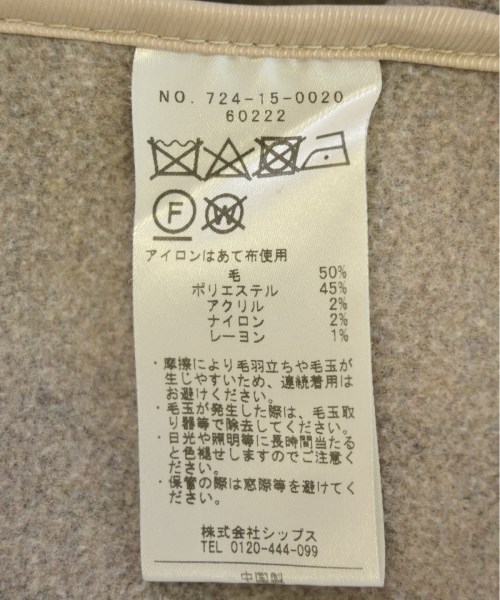 NO. 724-15-0020
60222
F
W
アイロンはあて布使用
毛 50%
ポリエステル 45%
アクリル 2%
ナイロン 2%
レーヨン 1%
・摩擦により毛羽立ちや毛玉が
生じやすいため、連続着用は
お避けください。
・毛玉が発生した際は、毛玉取
り器等で除去してください。
・日光や照明等に長時間当たる
と色褪せしますのでご注意く
ださい。
・保管の際は窓際等を避けてく
ださい。
株式会社シップス
TEL 0120-444-099
中国製